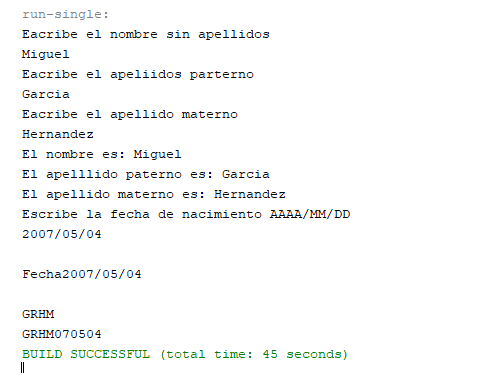 run-single:
Eacribe el nombre sin apellidos
Miguel
Eacribe el apeliidos parterno
Garcia
Eacribe el apellido materno
Hernandez
El nombre es: Miguel
El apelllido paterno es: Garcia
El apellido materno es: Hernandez
Escribe la fecha de nacimiento AAAA/MM/DD
2007/05/04
Fecha2007/05/04
GRHM
GRHM070504
BUILD SUCCESSFUL (total time: 45 seconds)